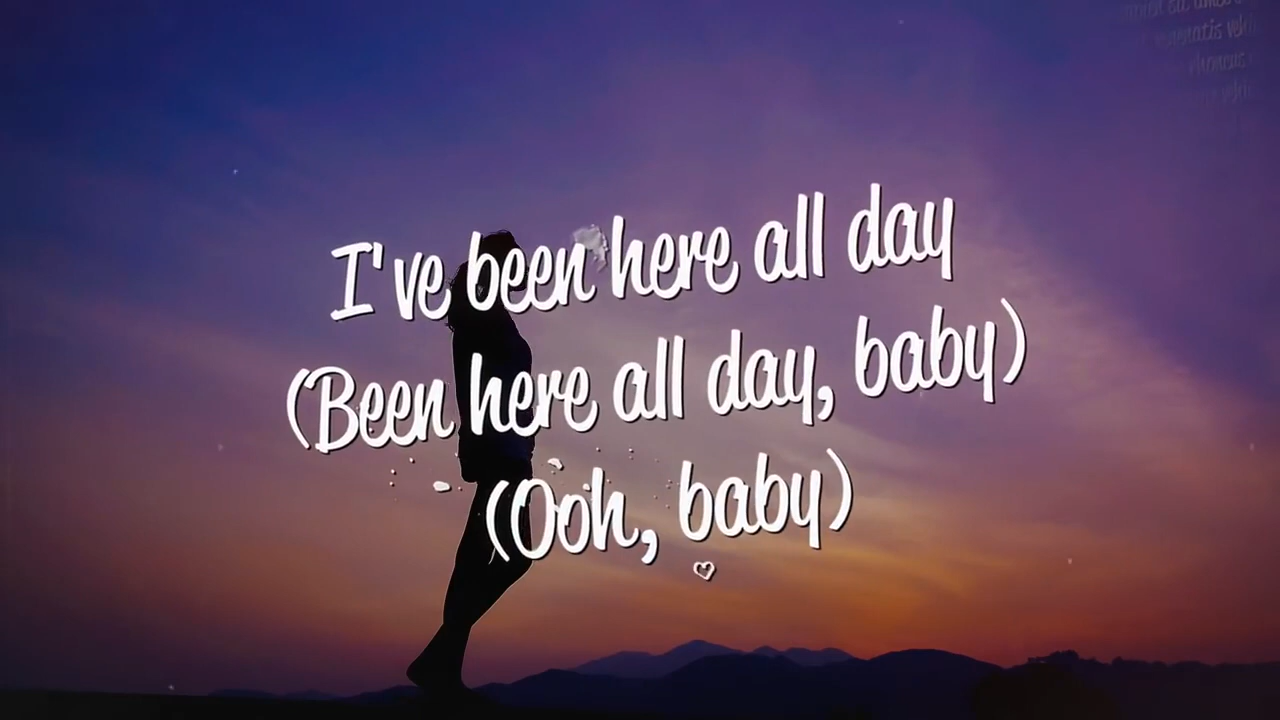 I've been here all day
(Been here all day, baby)
(Ooh, baby)